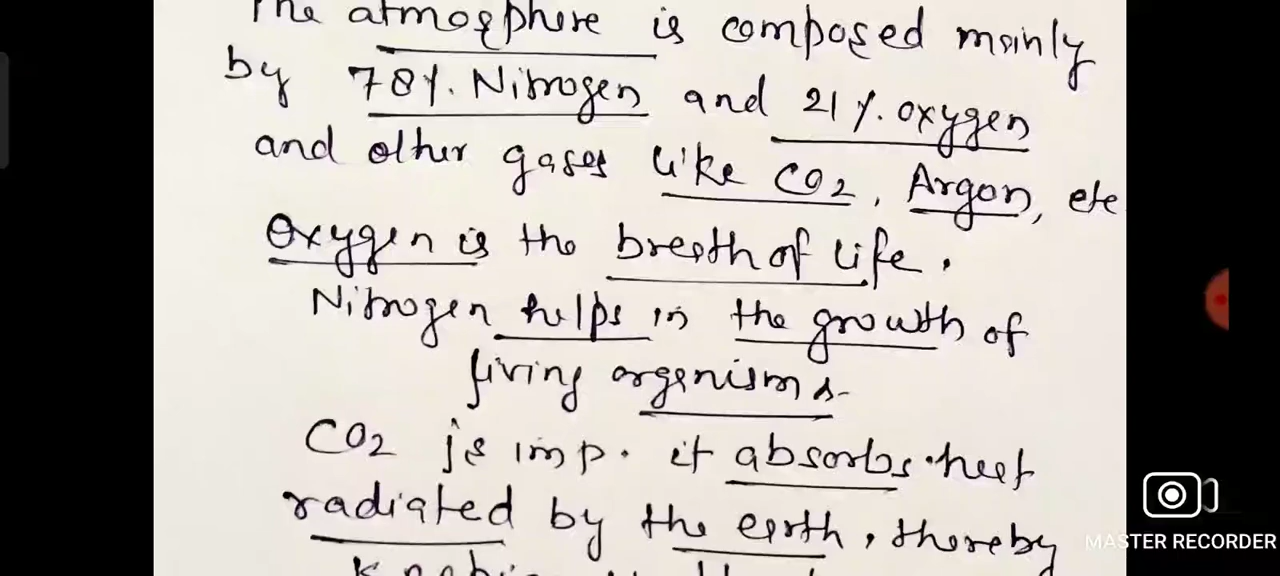 The atmosphere is composed mainly
by 78%. Nitrogen and 21%. oxygen
and other gases like CO2, Argon, etc
Oxygen is the breath of life.
Nitrogen helps in the growth of
living organisms.
CO2 is imp. it absorbs heat
radiated by the earth, thereby
MASTER RECORDER